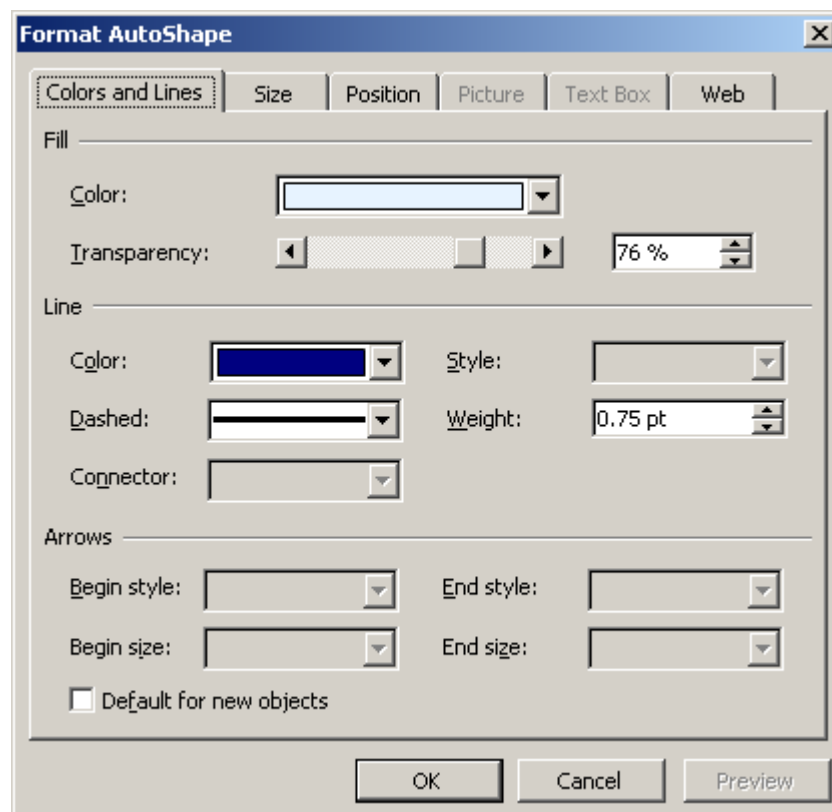 Format AutoShape
Colors and Lines Size Position Picture Text Box Web
Fill
Color:
Transparency: 76 %
Line
Color: Style:
Dashed: Weight: 0.75 pt
Connector:
Arrows
Begin style: End style:
Begin size: End size:
Default for new objects
OK Cancel Preview